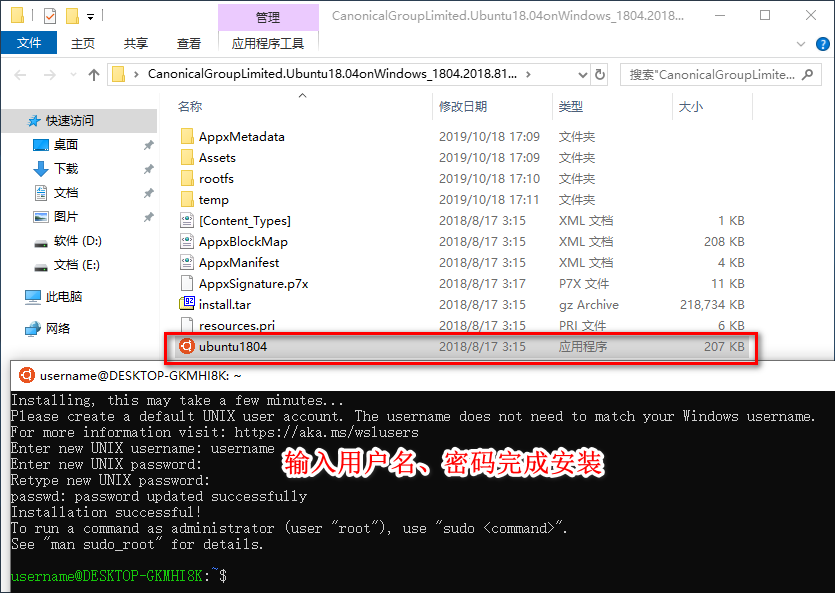 管理
CanonicalGroupLimited.Ubuntu18.04onWindows_1804.2018...
文件 主页 共享 查看 应用程序工具
CanonicalGroupLimited.Ubuntu18.04onWindows_1804.2018.81...
搜索"CanonicalGroupLimite...
名称 修改日期 类型 大小
快速访问
桌面
下载
文档
图片
软件 (D:)
文档 (E:)
此电脑
网络
AppxMetadata 2019/10/18 17:09 文件夹
Assets 2019/10/18 17:09 文件夹
rootfs 2019/10/18 17:10 文件夹
temp 2019/10/18 17:11 文件夹
[Content_Types] 2018/8/17 3:15 XML 文档 1 KB
AppxBlockMap 2018/8/17 3:15 XML 文档 208 KB
AppxManifest 2018/8/17 3:15 XML 文档 4 KB
AppxSignature.p7x 2018/8/17 3:17 P7X 文件 11 KB
install.tar 2018/8/17 3:15 gz Archive 218,734 KB
resources.pri 2018/8/17 3:15 PRI 文件 6 KB
ubuntu1804 2018/8/17 3:15 应用程序 207 KB
username@DESKTOP-GKMHI8K: ~
Installing, this may take a few minutes...
Please create a default UNIX user account. The username does not need to match your Windows username.
For more information visit: https://aka.ms/wslusers
Enter new UNIX username: username
Enter new UNIX password:
Retype new UNIX password:
输入用户名、密码完成安装
passwd: password updated successfully
Installation successful!
To run a command as administrator (user "root"), use "sudo <command>".
See "man sudo_root" for details.
username@DESKTOP-GKMHI8K:~$